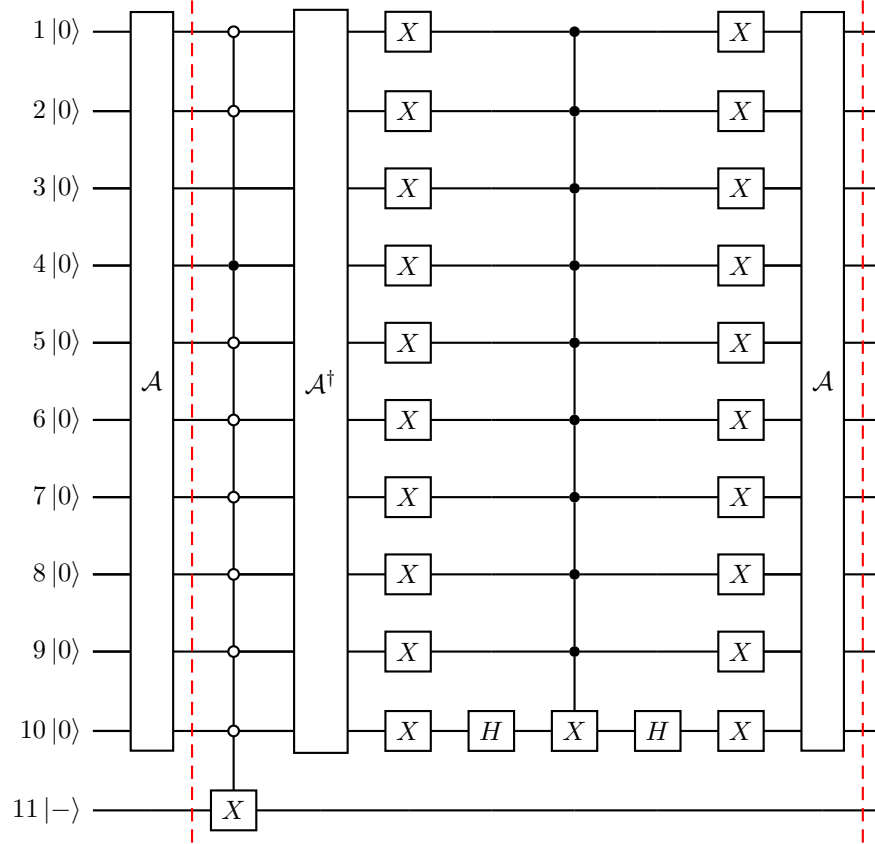 1 |0⟩ X X
2 |0⟩ X X
3 |0⟩ X X
4 |0⟩ X X
5 |0⟩ X X
𝒜 𝒜† 𝒜
6 |0⟩ X X
7 |0⟩ X X
8 |0⟩ X X
9 |0⟩ X X
10 |0⟩ X H X H X
11 |−⟩ X